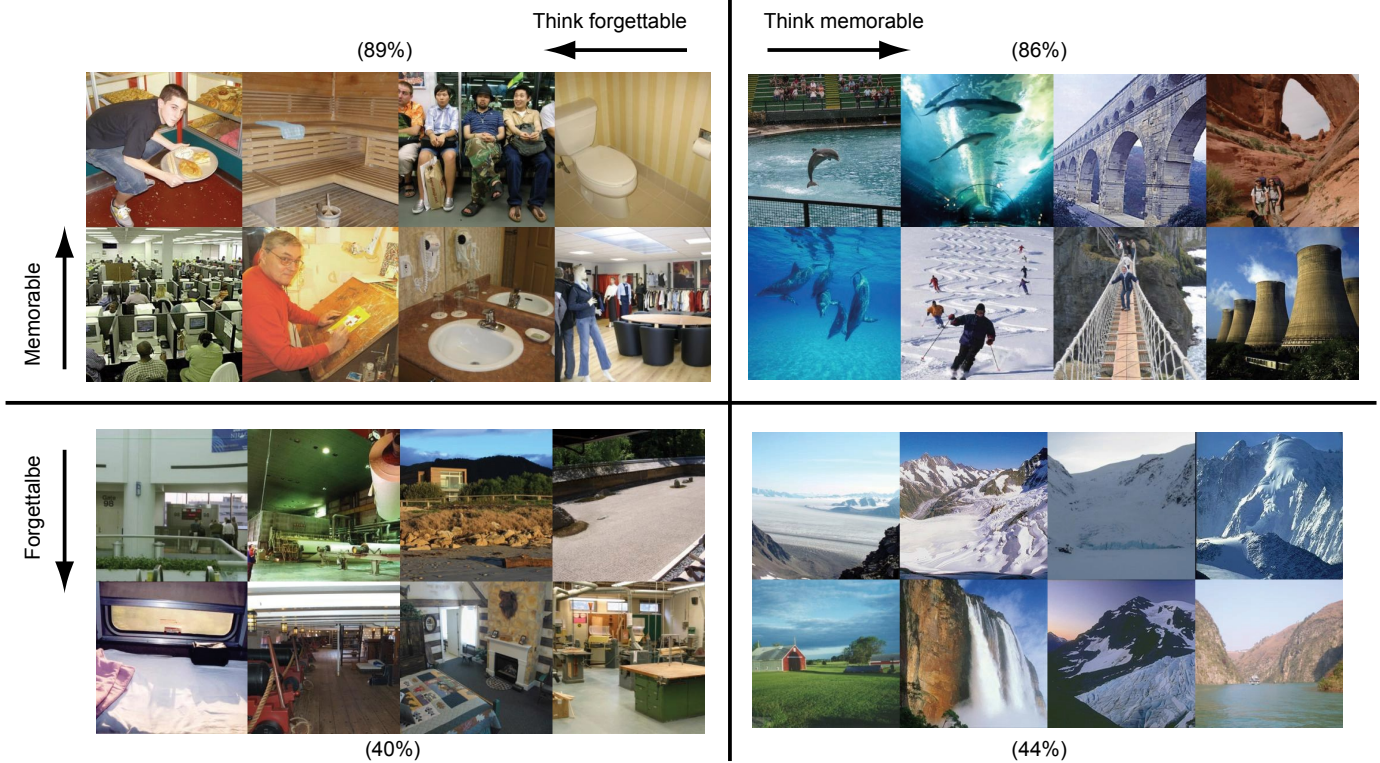 Think forgettable
Think memorable
(89%)
(86%)
Memorable
Forgettalbe
(40%)
(44%)